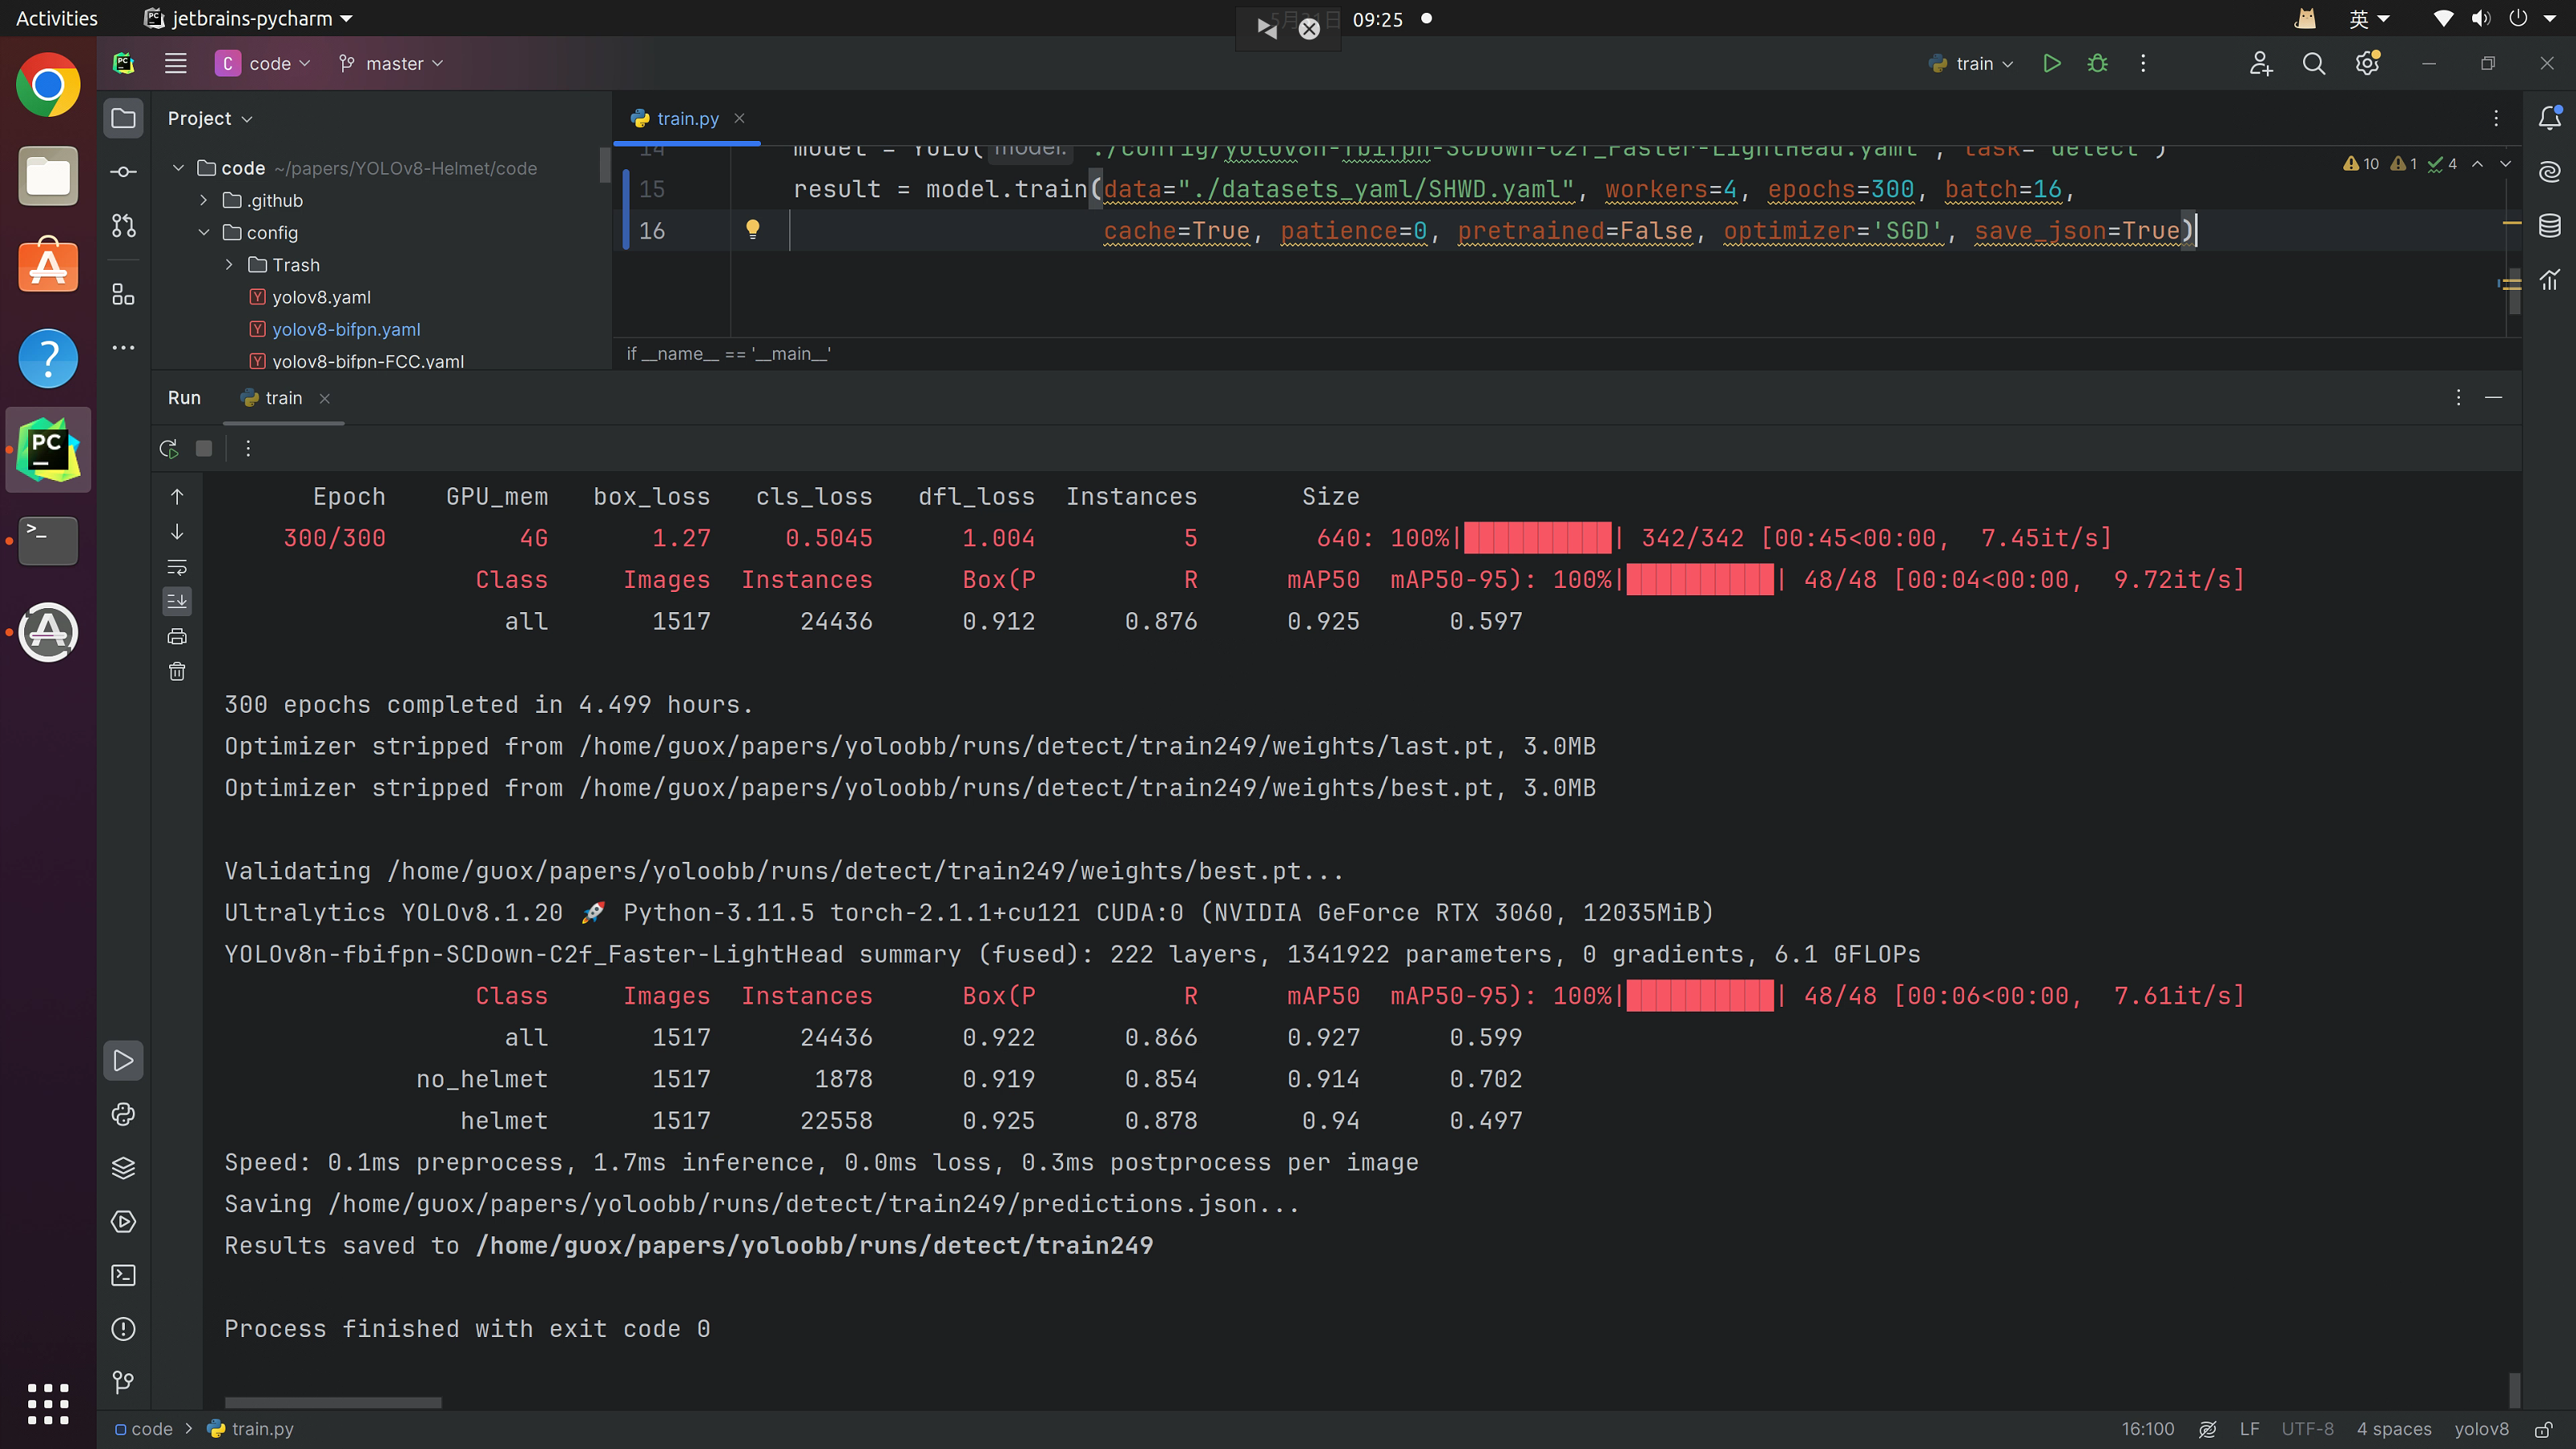 Activities jetbrains-pycharm 5月31日 09:25 英
C code master train
Project
code ~/papers/YOLOv8-Helmet/code
.github
config
Trash
yolov8.yaml
yolov8-bifpn.yaml
yolov8-bifpn-FCC.yaml
train.py
14 model = YOLO( model: "./config/yolov8n-fbifpn-SCDown-C2f_Faster-LightHead.yaml", task="detect")
15 result = model.train(data="./datasets_yaml/SHWD.yaml", workers=4, epochs=300, batch=16,
16 cache=True, patience=0, pretrained=False, optimizer='SGD', save_json=True)
10 1 4
if __name__ == '__main__'
Run train
Epoch GPU_mem box_loss cls_loss dfl_loss Instances Size
300/300 4G 1.27 0.5045 1.004 5 640: 100%|██████████| 342/342 [00:45<00:00, 7.45it/s]
Class Images Instances Box(P R mAP50 mAP50-95): 100%|██████████| 48/48 [00:04<00:00, 9.72it/s]
all 1517 24436 0.912 0.876 0.925 0.597
300 epochs completed in 4.499 hours.
Optimizer stripped from /home/guox/papers/yoloobb/runs/detect/train249/weights/last.pt, 3.0MB
Optimizer stripped from /home/guox/papers/yoloobb/runs/detect/train249/weights/best.pt, 3.0MB
Validating /home/guox/papers/yoloobb/runs/detect/train249/weights/best.pt...
Ultralytics YOLOv8.1.20 🚀 Python-3.11.5 torch-2.1.1+cu121 CUDA:0 (NVIDIA GeForce RTX 3060, 12035MiB)
YOLOv8n-fbifpn-SCDown-C2f_Faster-LightHead summary (fused): 222 layers, 1341922 parameters, 0 gradients, 6.1 GFLOPs
Class Images Instances Box(P R mAP50 mAP50-95): 100%|██████████| 48/48 [00:06<00:00, 7.61it/s]
all 1517 24436 0.922 0.866 0.927 0.599
no_helmet 1517 1878 0.919 0.854 0.914 0.702
helmet 1517 22558 0.925 0.878 0.94 0.497
Speed: 0.1ms preprocess, 1.7ms inference, 0.0ms loss, 0.3ms postprocess per image
Saving /home/guox/papers/yoloobb/runs/detect/train249/predictions.json...
Results saved to /home/guox/papers/yoloobb/runs/detect/train249
Process finished with exit code 0
code > train.py 16:100 LF UTF-8 4 spaces yolov8